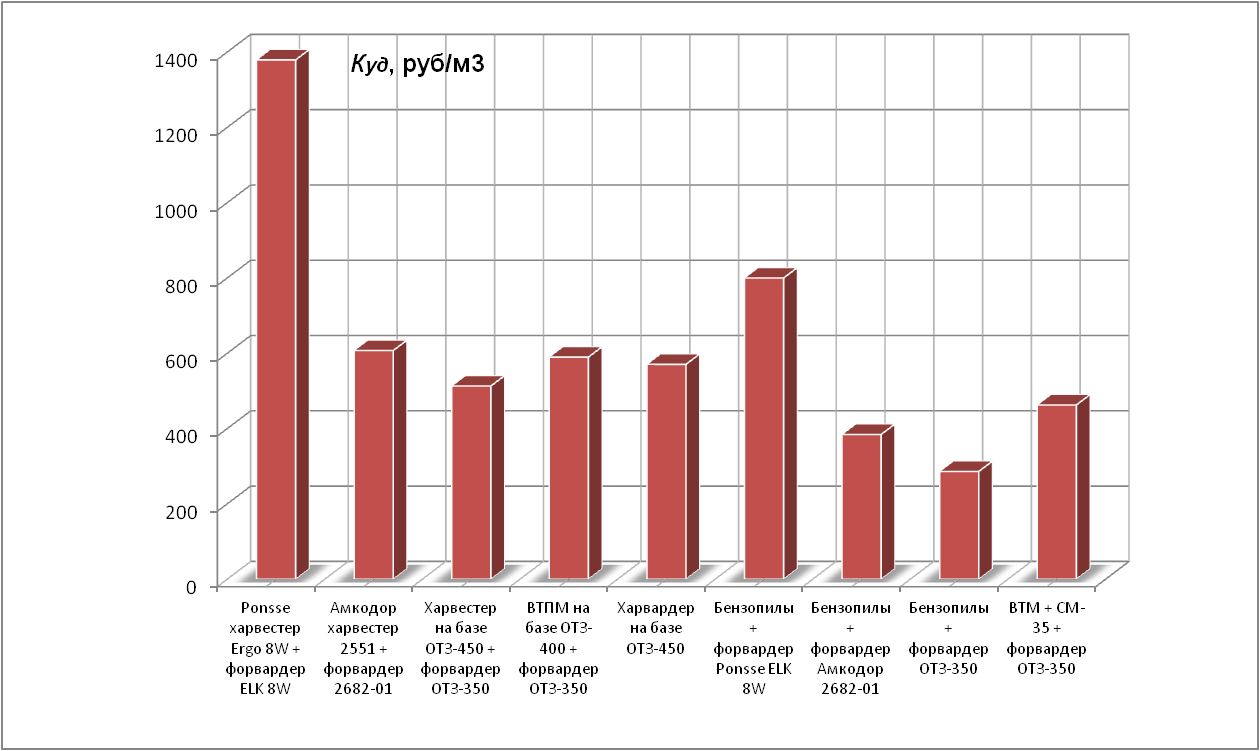 Куд, руб/м3
1400
1200
1000
800
600
400
200
0
Ponsse
харвестер
Ergo 8W +
форвардер
ELK 8W
Амкодор
харвестер
2551 +
форвардер
2682-01
Харвестер
на базе
ОТЗ-450 +
форвардер
ОТЗ-350
ВТПМ на
базе ОТЗ-
400 +
форвардер
ОТЗ-350
Харвардер
на базе
ОТЗ-450
Бензопилы
+
форвардер
Ponsse ELK
8W
Бензопилы
+
форвардер
Амкодор
2682-01
Бензопилы
+
форвардер
ОТЗ-350
ВТМ + СМ-
35 +
форвардер
ОТЗ-350